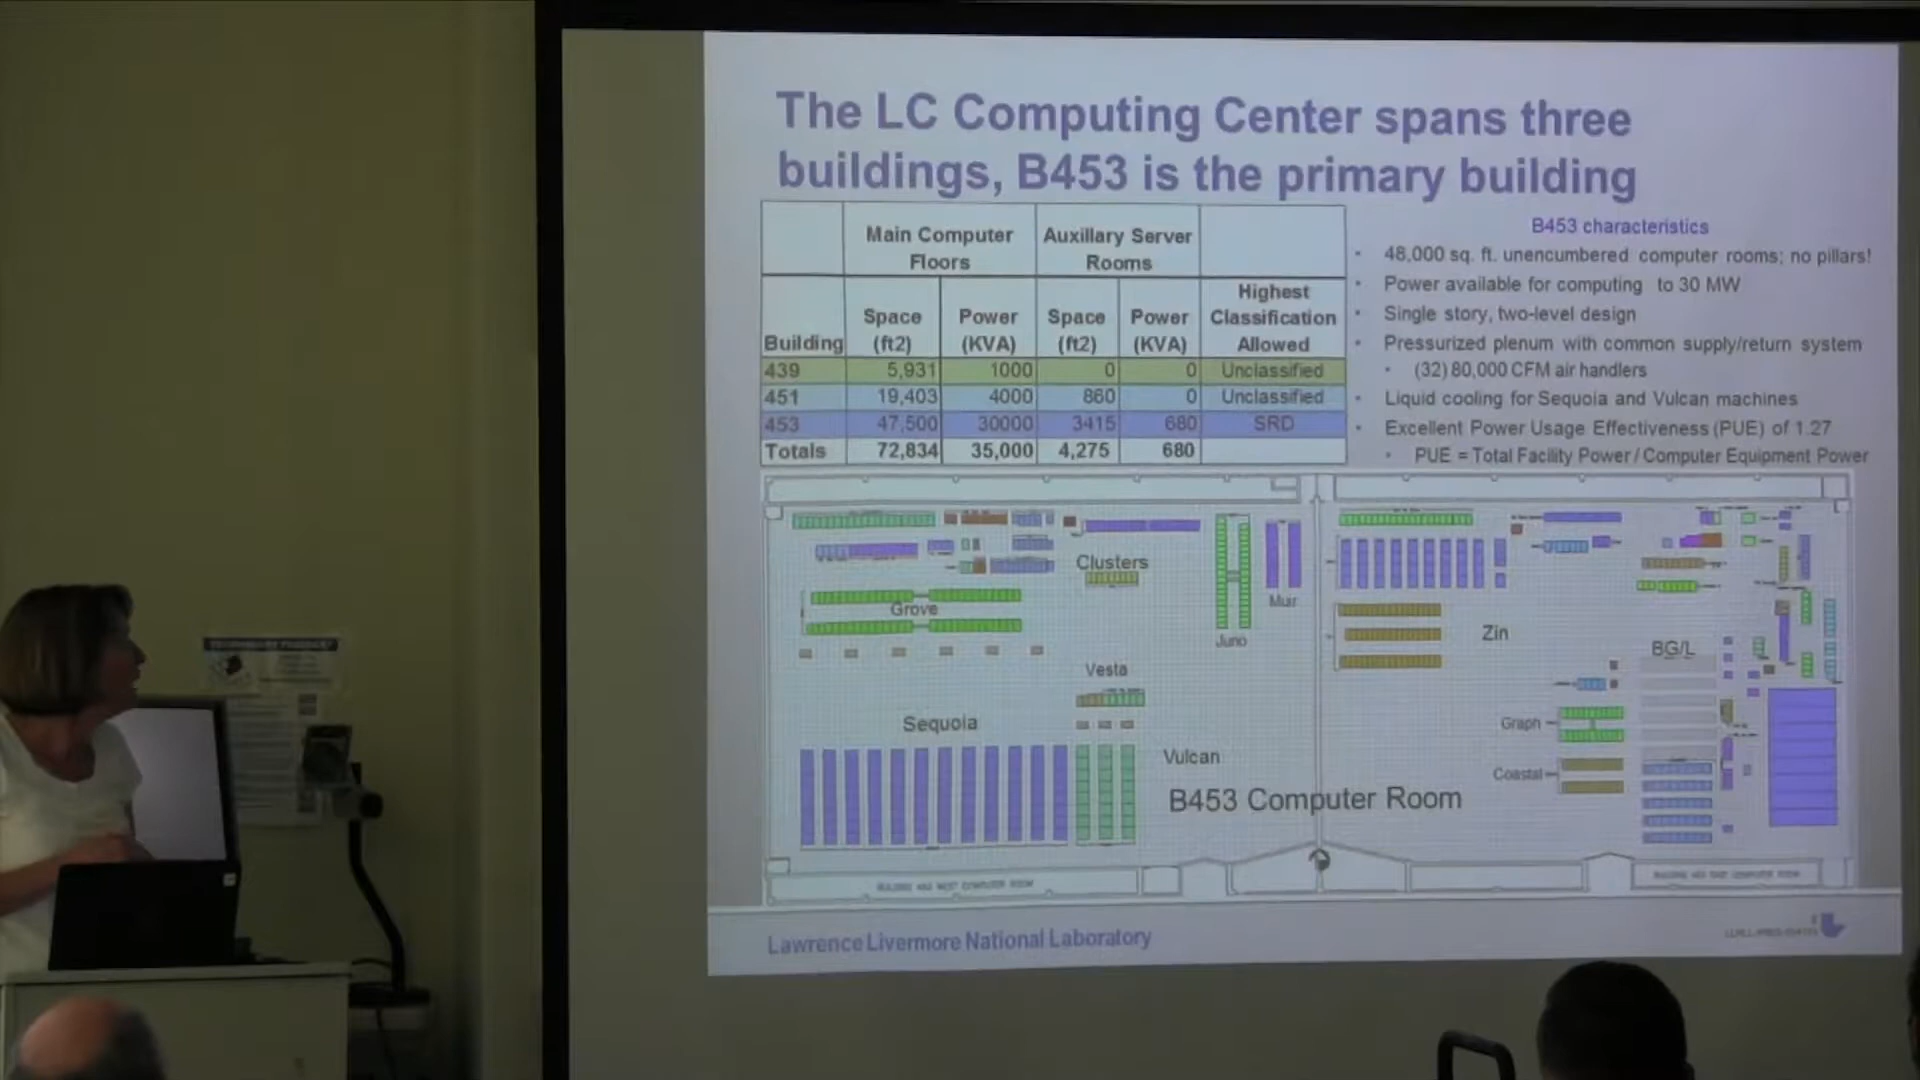 The LC Computing Center spans three
buildings, B453 is the primary building
Main Computer Floors Auxillary Server Rooms
Building Space (ft2) Power (KVA) Space (ft2) Power (KVA) Highest Classification Allowed
439 5,931 1000 0 0 Unclassified
451 19,403 4000 860 0 Unclassified
453 47,500 30000 3415 680 SRD
Totals 72,834 35,000 4,275 680
B453 characteristics
• 48,000 sq. ft. unencumbered computer rooms; no pillars!
• Power available for computing to 30 MW
• Single story, two-level design
• Pressurized plenum with common supply/return system
• (32) 80,000 CFM air handlers
• Liquid cooling for Sequoia and Vulcan machines
• Excellent Power Usage Effectiveness (PUE) of 1.27
• PUE = Total Facility Power / Computer Equipment Power
Clusters
Grove
Muir
Juno
Zin
BG/L
Vesta
Sequoia
Graph
Vulcan
Coastal
B453 Computer Room
Lawrence Livermore National Laboratory